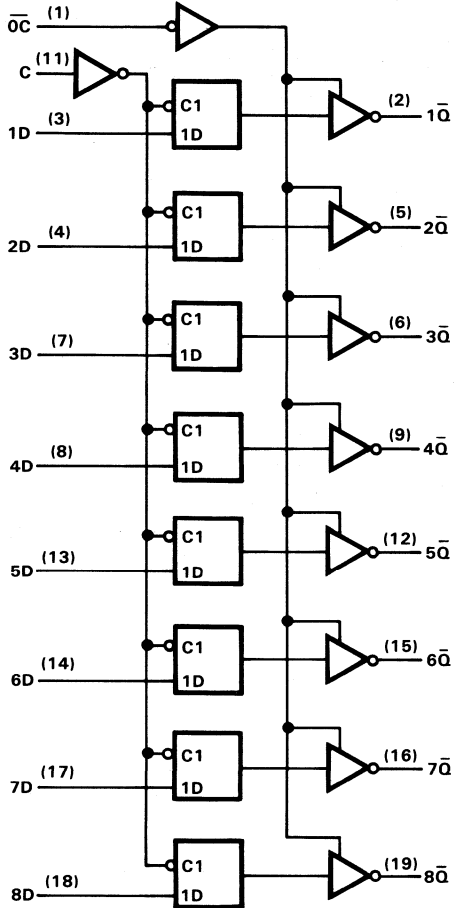 O̅C̅ (1)
C (11)
C1 (2) 1Q̅
1D (3) 1D
C1 (5) 2Q̅
2D (4) 1D
C1 (6) 3Q̅
3D (7) 1D
C1 (9) 4Q̅
4D (8) 1D
C1 (12) 5Q̅
5D (13) 1D
C1 (15) 6Q̅
6D (14) 1D
C1 (16) 7Q̅
7D (17) 1D
C1 (19) 8Q̅
8D (18) 1D